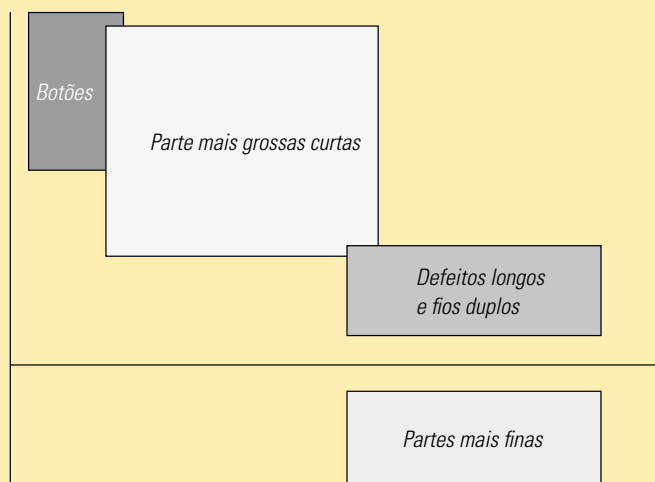 Botões
Parte mais grossas curtas
Defeitos longos
e fios duplos
Partes mais finas